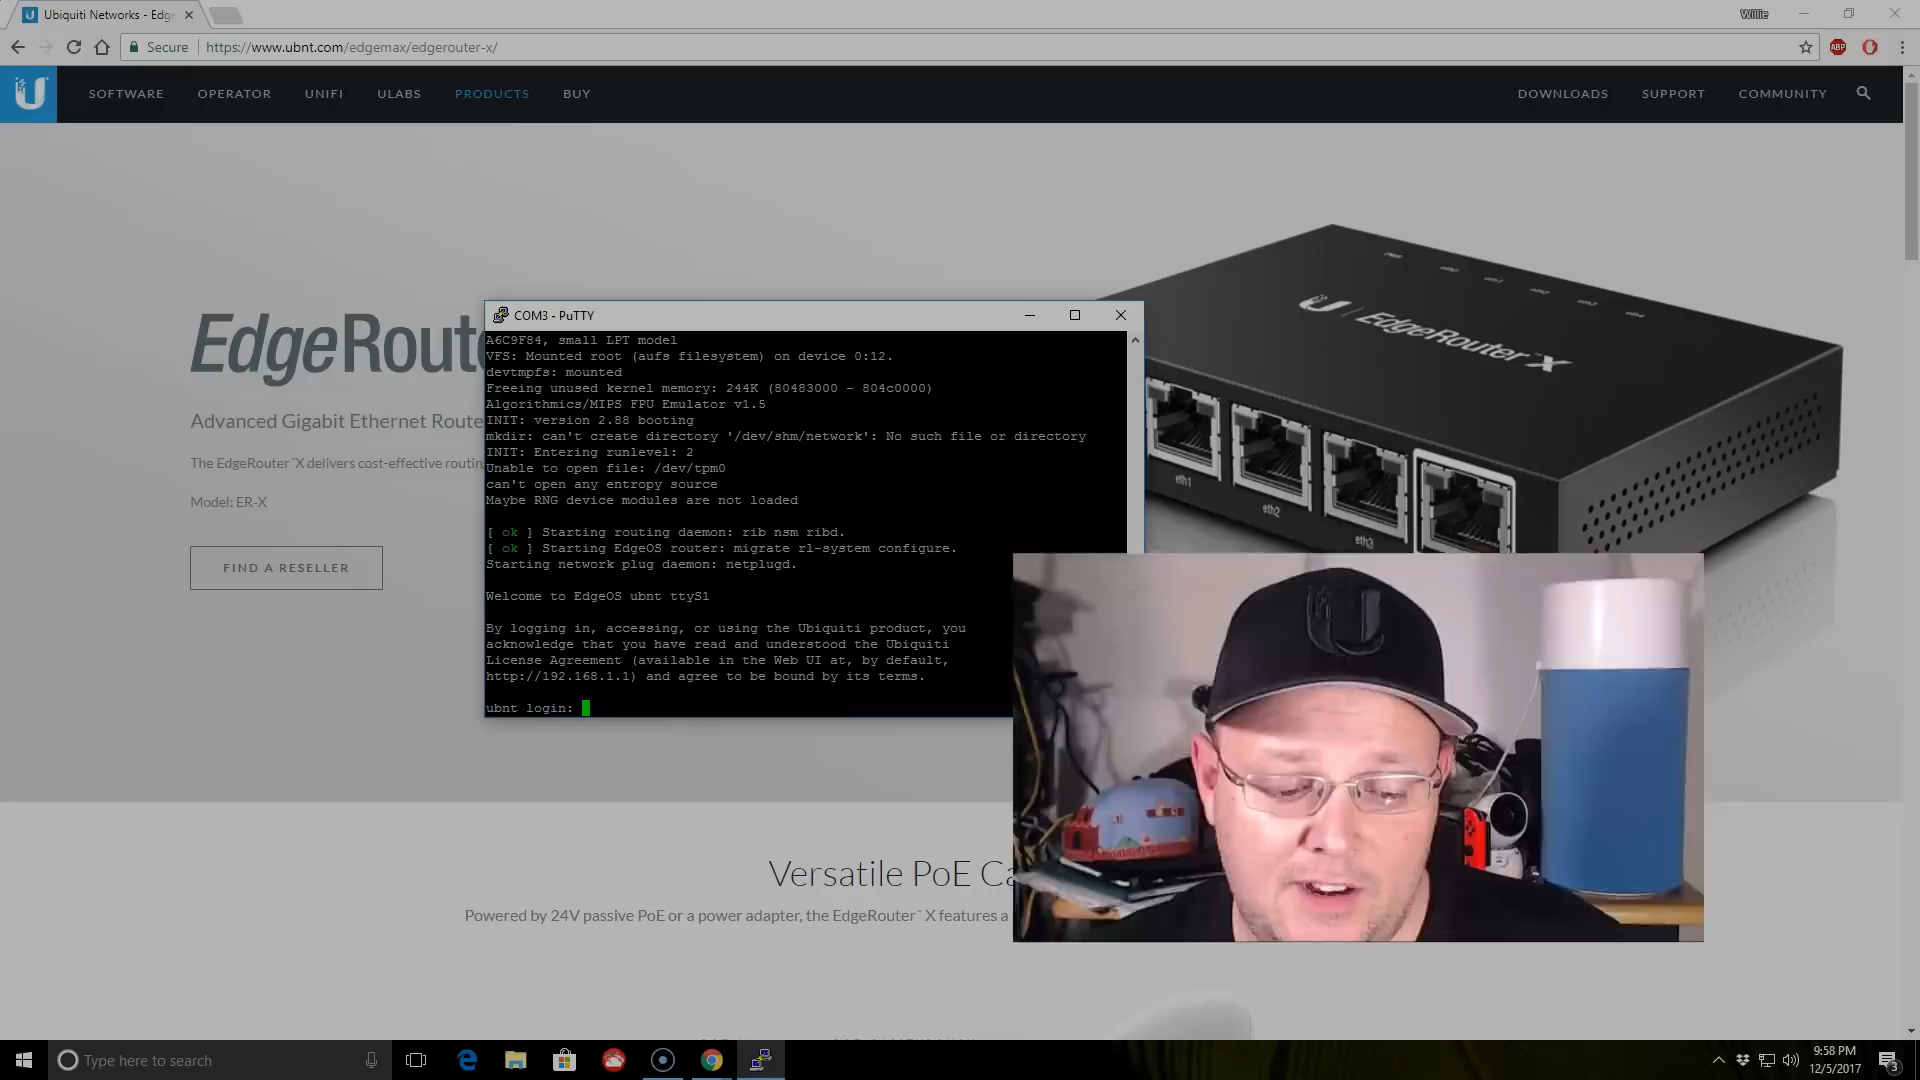 Ubiquiti Networks - Edg
Willie
Secure
https://www.ubnt.com/edgemax/edgerouter-x/
ABP
SOFTWARE
OPERATOR
UNIFI
ULABS
PRODUCTS
BUY
DOWNLOADS
SUPPORT
COMMUNITY
EdgeRout
Advanced Gigabit Ethernet Route
The EdgeRouter™X delivers cost-effective routin
Model: ER-X
FIND A RESELLER
EdgeRouter™X
eth1
eth2
eth3
COM3 - PuTTY
A6C9F84, small LPT model
VFS: Mounted root (aufs filesystem) on device 0:12.
devtmpfs: mounted
Freeing unused kernel memory: 244K (80483000 - 804c0000)
Algorithmics/MIPS FPU Emulator v1.5
INIT: version 2.88 booting
mkdir: can't create directory '/dev/shm/network': No such file or directory
INIT: Entering runlevel: 2
Unable to open file: /dev/tpm0
can't open any entropy source
Maybe RNG device modules are not loaded
[ ok ] Starting routing daemon: rib nsm ribd.
[ ok ] Starting EdgeOS router: migrate rl-system configure.
Starting network plug daemon: netplugd.
Welcome to EdgeOS ubnt ttyS1
By logging in, accessing, or using the Ubiquiti product, you
acknowledge that you have read and understood the Ubiquiti
License Agreement (available in the Web UI at, by default,
http://192.168.1.1) and agree to be bound by its terms.
ubnt login:
Versatile PoE Ca
Powered by 24V passive PoE or a power adapter, the EdgeRouter™ X features a
Type here to search
9:58 PM
12/5/2017
3